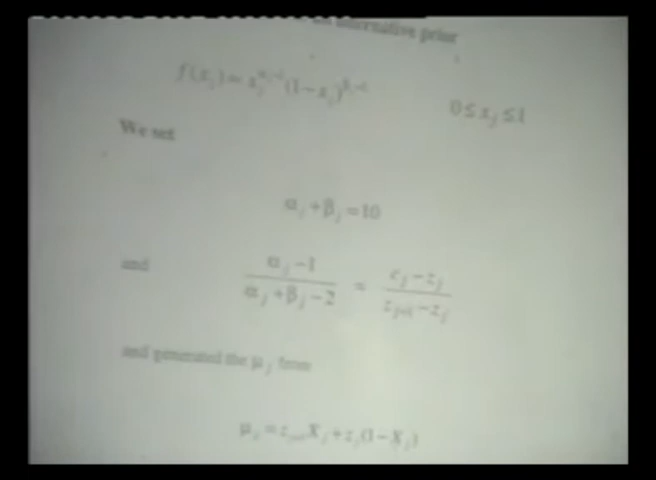 an alternative prior
f(x_j) ∝ x_j^{α_j-1} (1-x_j)^{β_j-1}    0 ≤ x_j ≤ 1
We set
α_j + β_j = 10
and    (α_j - 1) / (α_j + β_j - 2) = (c_j - z_j) / (z_{j+1} - z_j)
and generated the μ_j from
μ_j = z_{j+1} X_j + z_j (1 - X_j)